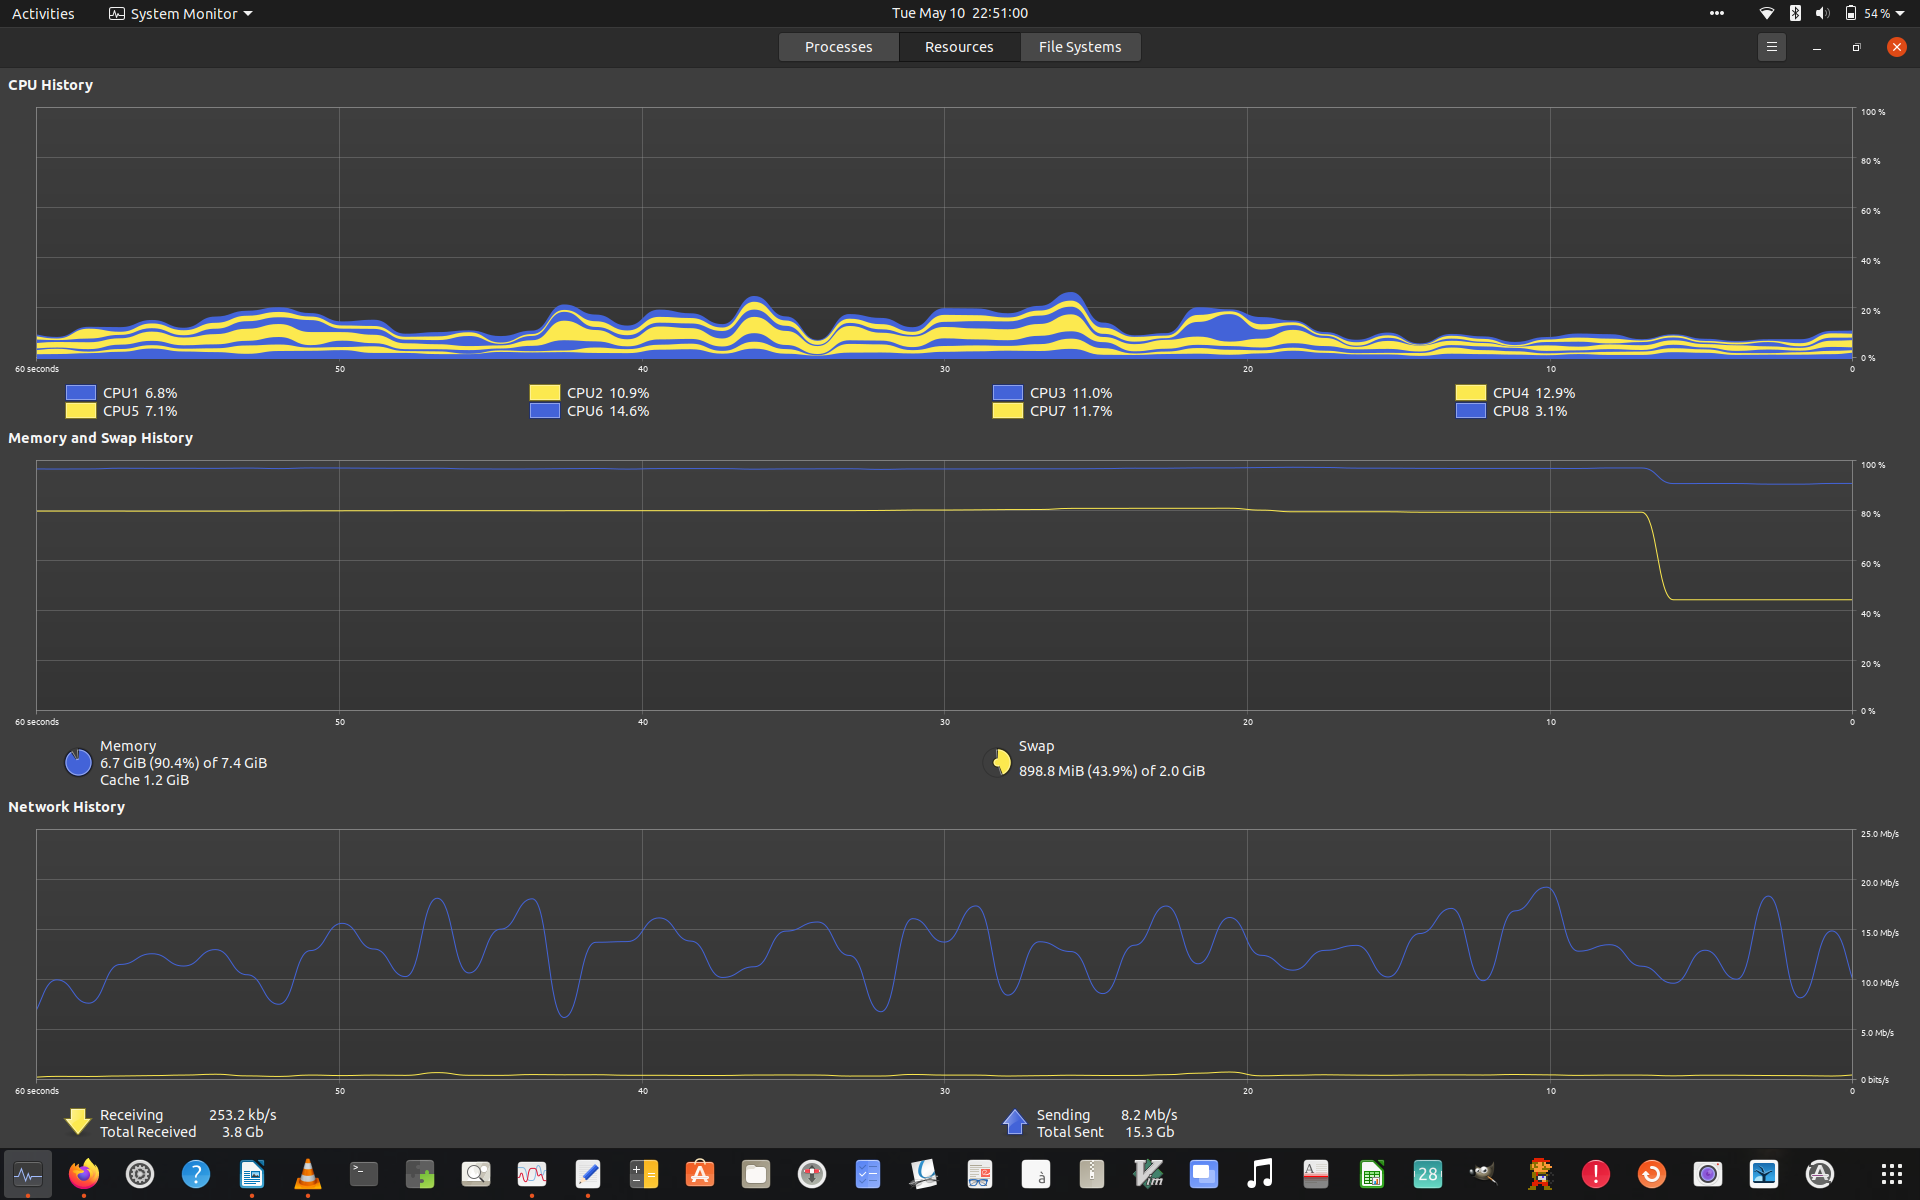 Activities
System Monitor
Tue May 10 22:51:00
54 %
Processes
Resources
File Systems
CPU History
100 %
80 %
60 %
40 %
20 %
0 %
60 seconds
50
40
30
20
10
0
CPU1 6.8%
CPU2 10.9%
CPU3 11.0%
CPU4 12.9%
CPU5 7.1%
CPU6 14.6%
CPU7 11.7%
CPU8 3.1%
Memory and Swap History
100 %
80 %
60 %
40 %
20 %
0 %
60 seconds
50
40
30
20
10
0
Memory
6.7 GiB (90.4%) of 7.4 GiB
Cache 1.2 GiB
Swap
898.8 MiB (43.9%) of 2.0 GiB
Network History
25.0 Mb/s
20.0 Mb/s
15.0 Mb/s
10.0 Mb/s
5.0 Mb/s
0 bits/s
60 seconds
50
40
30
20
10
0
Receiving 253.2 kb/s
Total Received 3.8 Gb
Sending 8.2 Mb/s
Total Sent 15.3 Gb
>_
?
à
Vim
A
28